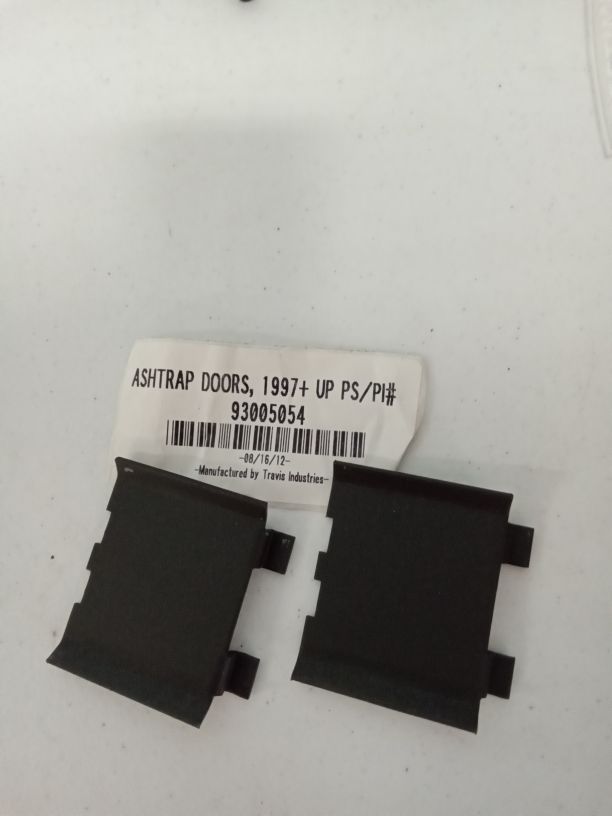 ASHTRAP DOORS, 1997+ UP PS/PI#
93005054
-08/16/12-
-Manufactured by Travis Industries-